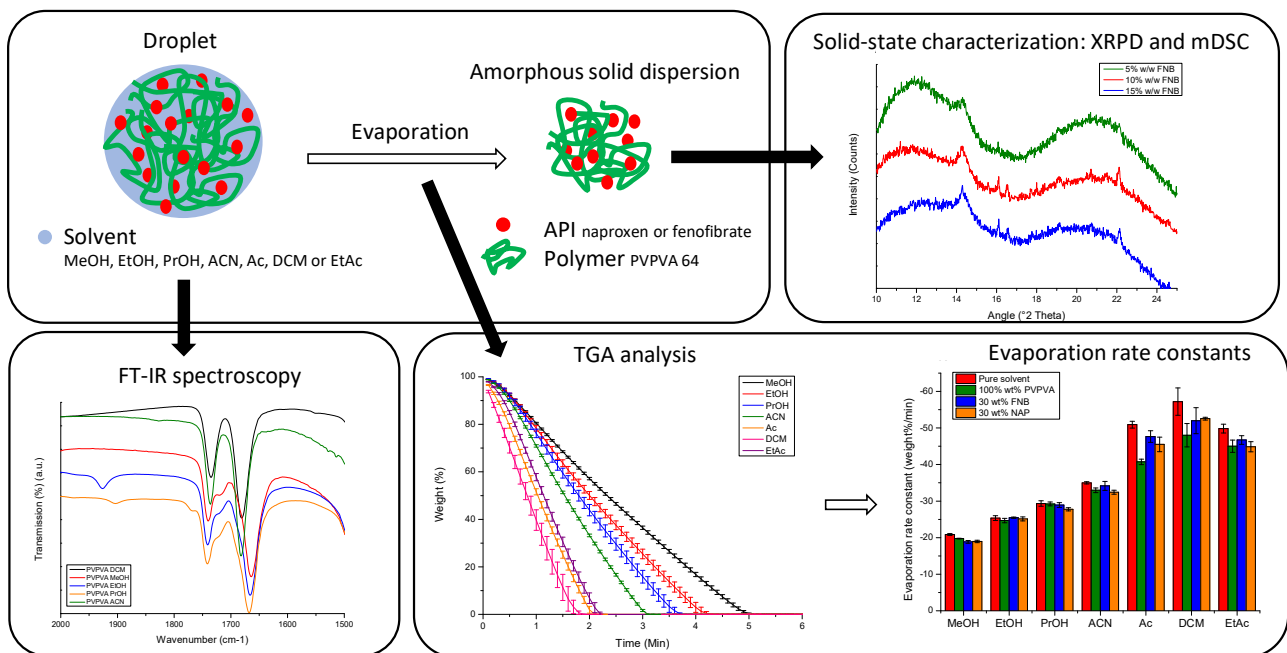 Droplet
Evaporation
Amorphous solid dispersion
Solvent
MeOH, EtOH, PrOH, ACN, Ac, DCM or EtAc
API naproxen or fenofibrate
Polymer PVPVA 64
Solid-state characterization: XRPD and mDSC
5% w/w FNB
10% w/w FNB
15% w/w FNB
Intensity (Counts)
10 12 14 16 18 20 22 24
Angle (°2 Theta)
FT-IR spectroscopy
Transmission (%) (a.u.)
PVPVA DCM
PVPVA MeOH
PVPVA EtOH
PVPVA PrOH
PVPVA ACN
2000 1900 1800 1700 1600 1500
Wavenumber (cm-1)
TGA analysis
Weight (%)
100
80
60
40
20
0
MeOH
EtOH
PrOH
ACN
Ac
DCM
EtAc
0 1 2 3 4 5 6
Time (Min)
Evaporation rate constants
Evaporation rate constant (weight%/min)
-60
-50
-40
-30
-20
-10
0
Pure solvent
100% wt% PVPVA
30 wt% FNB
30 wt% NAP
MeOH EtOH PrOH ACN Ac DCM EtAc